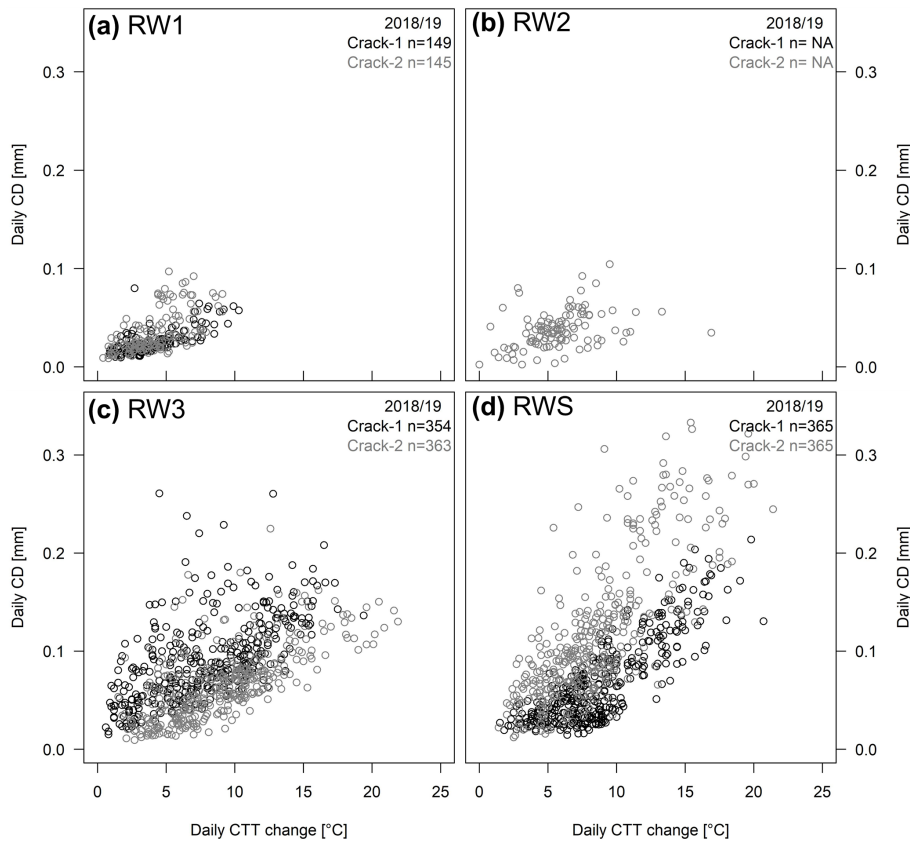 (a) RW1
2018/19
Crack-1 n=149
Crack-2 n=145
(b) RW2
2018/19
Crack-1 n= NA
Crack-2 n= NA
Daily CD [mm]
0.3
0.2
0.1
0.0
0.3
0.2
0.1
0.0
Daily CD [mm]
(c) RW3
2018/19
Crack-1 n=354
Crack-2 n=363
(d) RWS
2018/19
Crack-1 n=365
Crack-2 n=365
Daily CD [mm]
0.3
0.2
0.1
0.0
0.3
0.2
0.1
0.0
Daily CD [mm]
0 5 10 15 20 25
0 5 10 15 20 25
Daily CTT change [°C]
Daily CTT change [°C]